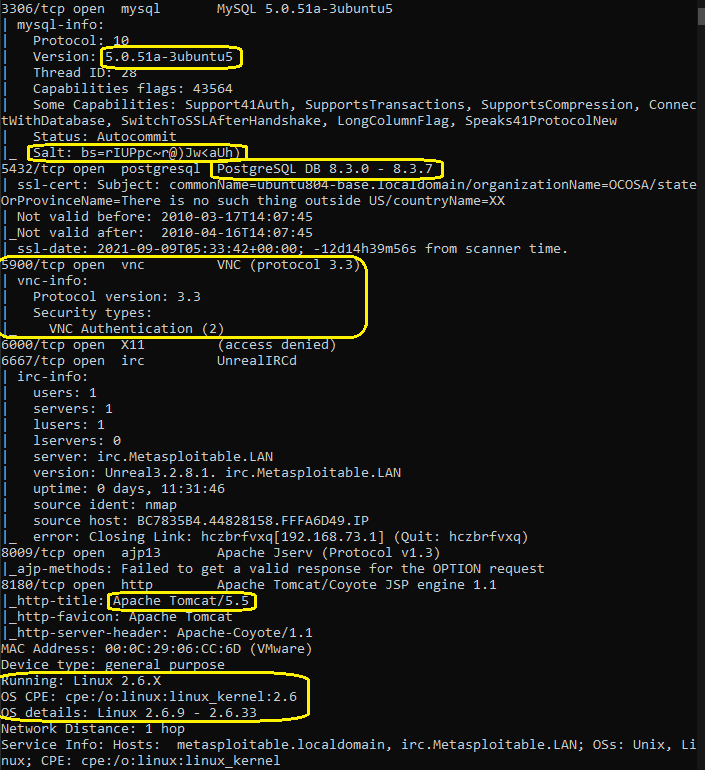 3306/tcp open  mysql       MySQL 5.0.51a-3ubuntu5
| mysql-info:
|   Protocol: 10
|   Version: 5.0.51a-3ubuntu5
|   Thread ID: 28
|   Capabilities flags: 43564
|   Some Capabilities: Support41Auth, SupportsTransactions, SupportsCompression, Connec
tWithDatabase, SwitchToSSLAfterHandshake, LongColumnFlag, Speaks41ProtocolNew
|   Status: Autocommit
|_  Salt: bs=rIUPpc~r@)Jw<aUh)
5432/tcp open  postgresql  PostgreSQL DB 8.3.0 - 8.3.7
| ssl-cert: Subject: commonName=ubuntu804-base.localdomain/organizationName=OCOSA/state
OrProvinceName=There is no such thing outside US/countryName=XX
| Not valid before: 2010-03-17T14:07:45
|_Not valid after:  2010-04-16T14:07:45
|_ssl-date: 2021-09-09T05:33:42+00:00; -12d14h39m56s from scanner time.
5900/tcp open  vnc         VNC (protocol 3.3)
| vnc-info:
|   Protocol version: 3.3
|   Security types:
|_    VNC Authentication (2)
6000/tcp open  X11         (access denied)
6667/tcp open  irc         UnrealIRCd
| irc-info:
|   users: 1
|   servers: 1
|   lusers: 1
|   lservers: 0
|   server: irc.Metasploitable.LAN
|   version: Unreal3.2.8.1. irc.Metasploitable.LAN
|   uptime: 0 days, 11:31:46
|   source ident: nmap
|   source host: BC7835B4.44828158.FFFA6D49.IP
|_  error: Closing Link: hczbrfvxq[192.168.73.1] (Quit: hczbrfvxq)
8009/tcp open  ajp13       Apache Jserv (Protocol v1.3)
|_ajp-methods: Failed to get a valid response for the OPTION request
8180/tcp open  http        Apache Tomcat/Coyote JSP engine 1.1
|_http-title: Apache Tomcat/5.5
|_http-favicon: Apache Tomcat
|_http-server-header: Apache-Coyote/1.1
MAC Address: 00:0C:29:06:CC:6D (VMware)
Device type: general purpose
Running: Linux 2.6.X
OS CPE: cpe:/o:linux:linux_kernel:2.6
OS details: Linux 2.6.9 - 2.6.33
Network Distance: 1 hop
Service Info: Hosts:  metasploitable.localdomain, irc.Metasploitable.LAN; OSs: Unix, Li
nux; CPE: cpe:/o:linux:linux_kernel